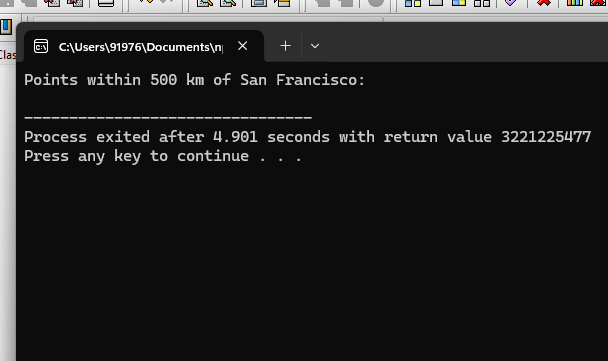 Clas
C:\Users\91976\Documents\n
Points within 500 km of San Francisco:
--------------------------------
Process exited after 4.901 seconds with return value 3221225477
Press any key to continue . . .